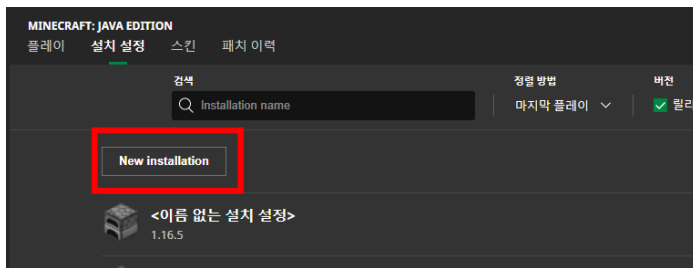 MINECRAFT: JAVA EDITION
플레이 설치 설정 스킨 패치 이력
검색 정렬 방법 버전
Installation name 마지막 플레이 릴리
New installation
<이름 없는 설치 설정>
1.16.5